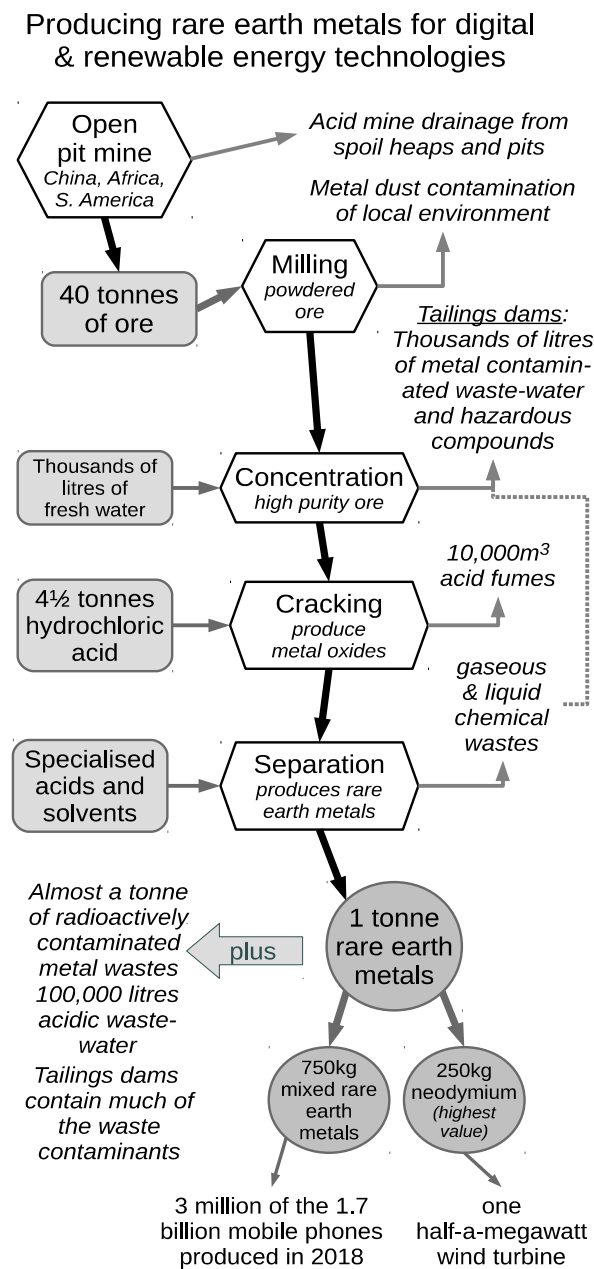 Producing rare earth metals for digital
& renewable energy technologies
Open
pit mine
China, Africa,
S. America
Acid mine drainage from
spoil heaps and pits
Metal dust contamination
of local environment
40 tonnes
of ore
Milling
powdered
ore
Tailings dams:
Thousands of litres
of metal contamin-
ated waste-water
and hazardous
compounds
Thousands of
litres of
fresh water
Concentration
high purity ore
10,000m³
acid fumes
4½ tonnes
hydrochloric
acid
Cracking
produce
metal oxides
gaseous
& liquid
chemical
wastes
Specialised
acids and
solvents
Separation
produces rare
earth metals
1 tonne
rare earth
metals
plus
Almost a tonne
of radioactively
contaminated
metal wastes
100,000 litres
acidic waste-
water
Tailings dams
contain much of
the waste
contaminants
750kg
mixed rare
earth
metals
250kg
neodymium
(highest
value)
3 million of the 1.7
billion mobile phones
produced in 2018
one
half-a-megawatt
wind turbine